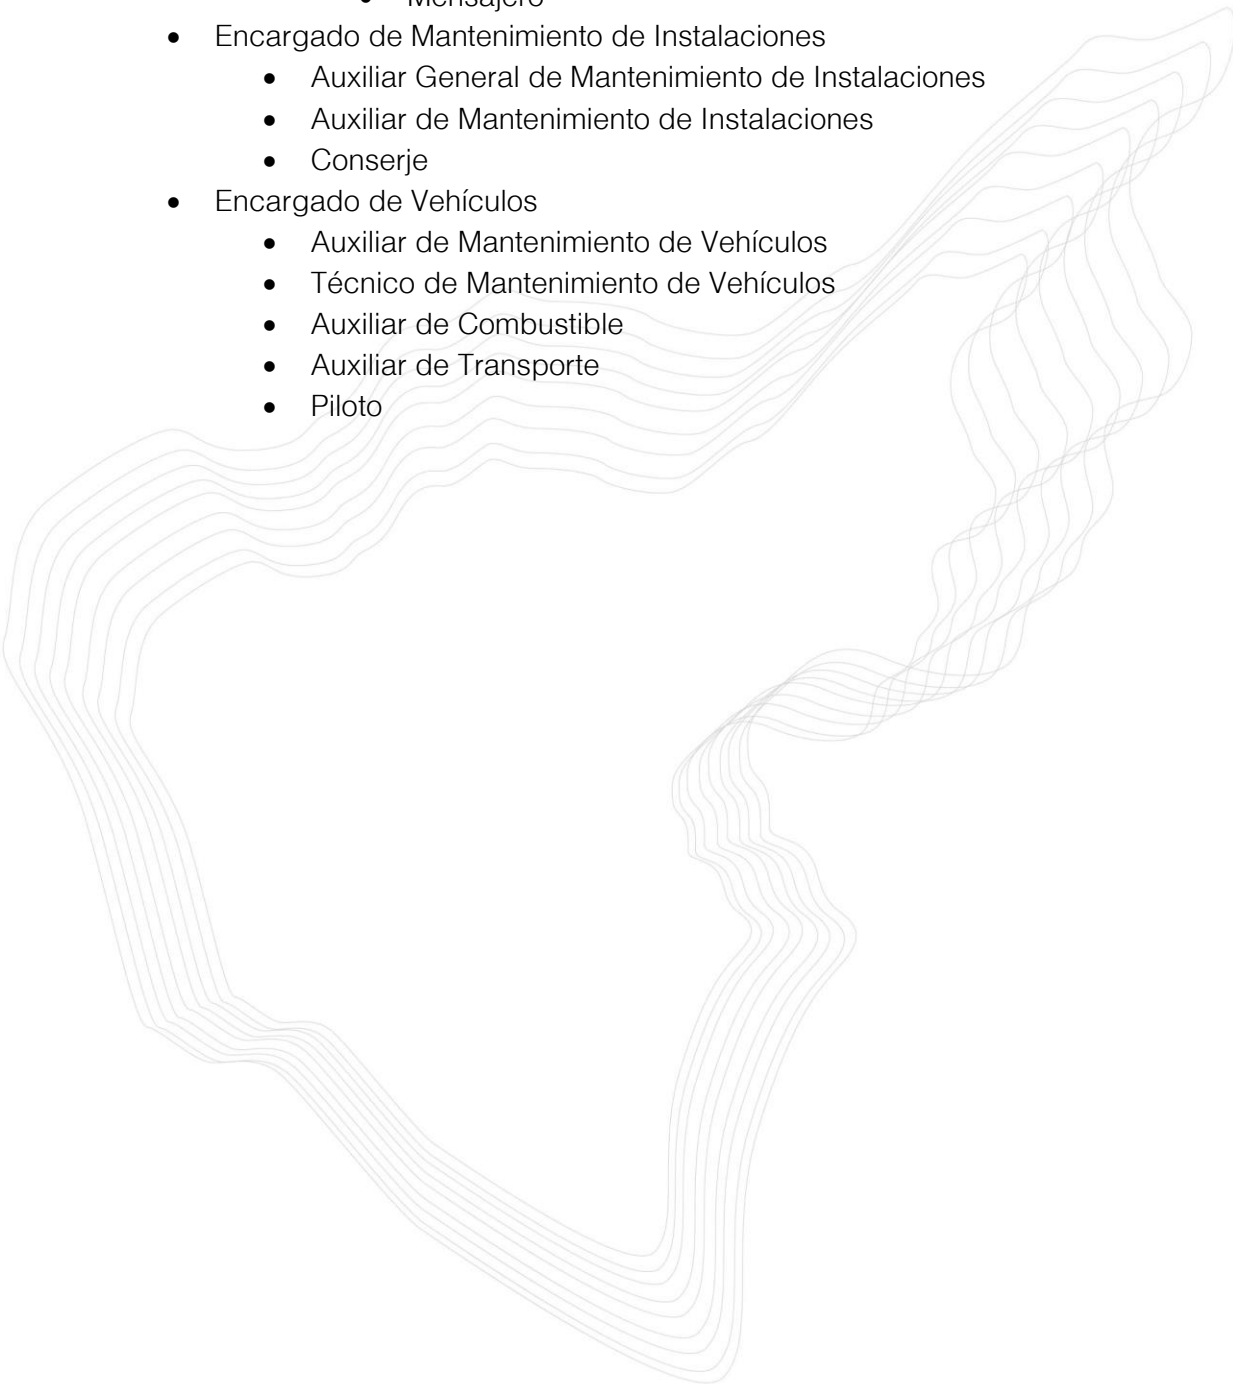 • Mensajero
• Encargado de Mantenimiento de Instalaciones
• Auxiliar General de Mantenimiento de Instalaciones
• Auxiliar de Mantenimiento de Instalaciones
• Conserje
• Encargado de Vehículos
• Auxiliar de Mantenimiento de Vehículos
• Técnico de Mantenimiento de Vehículos
• Auxiliar de Combustible
• Auxiliar de Transporte
• Piloto